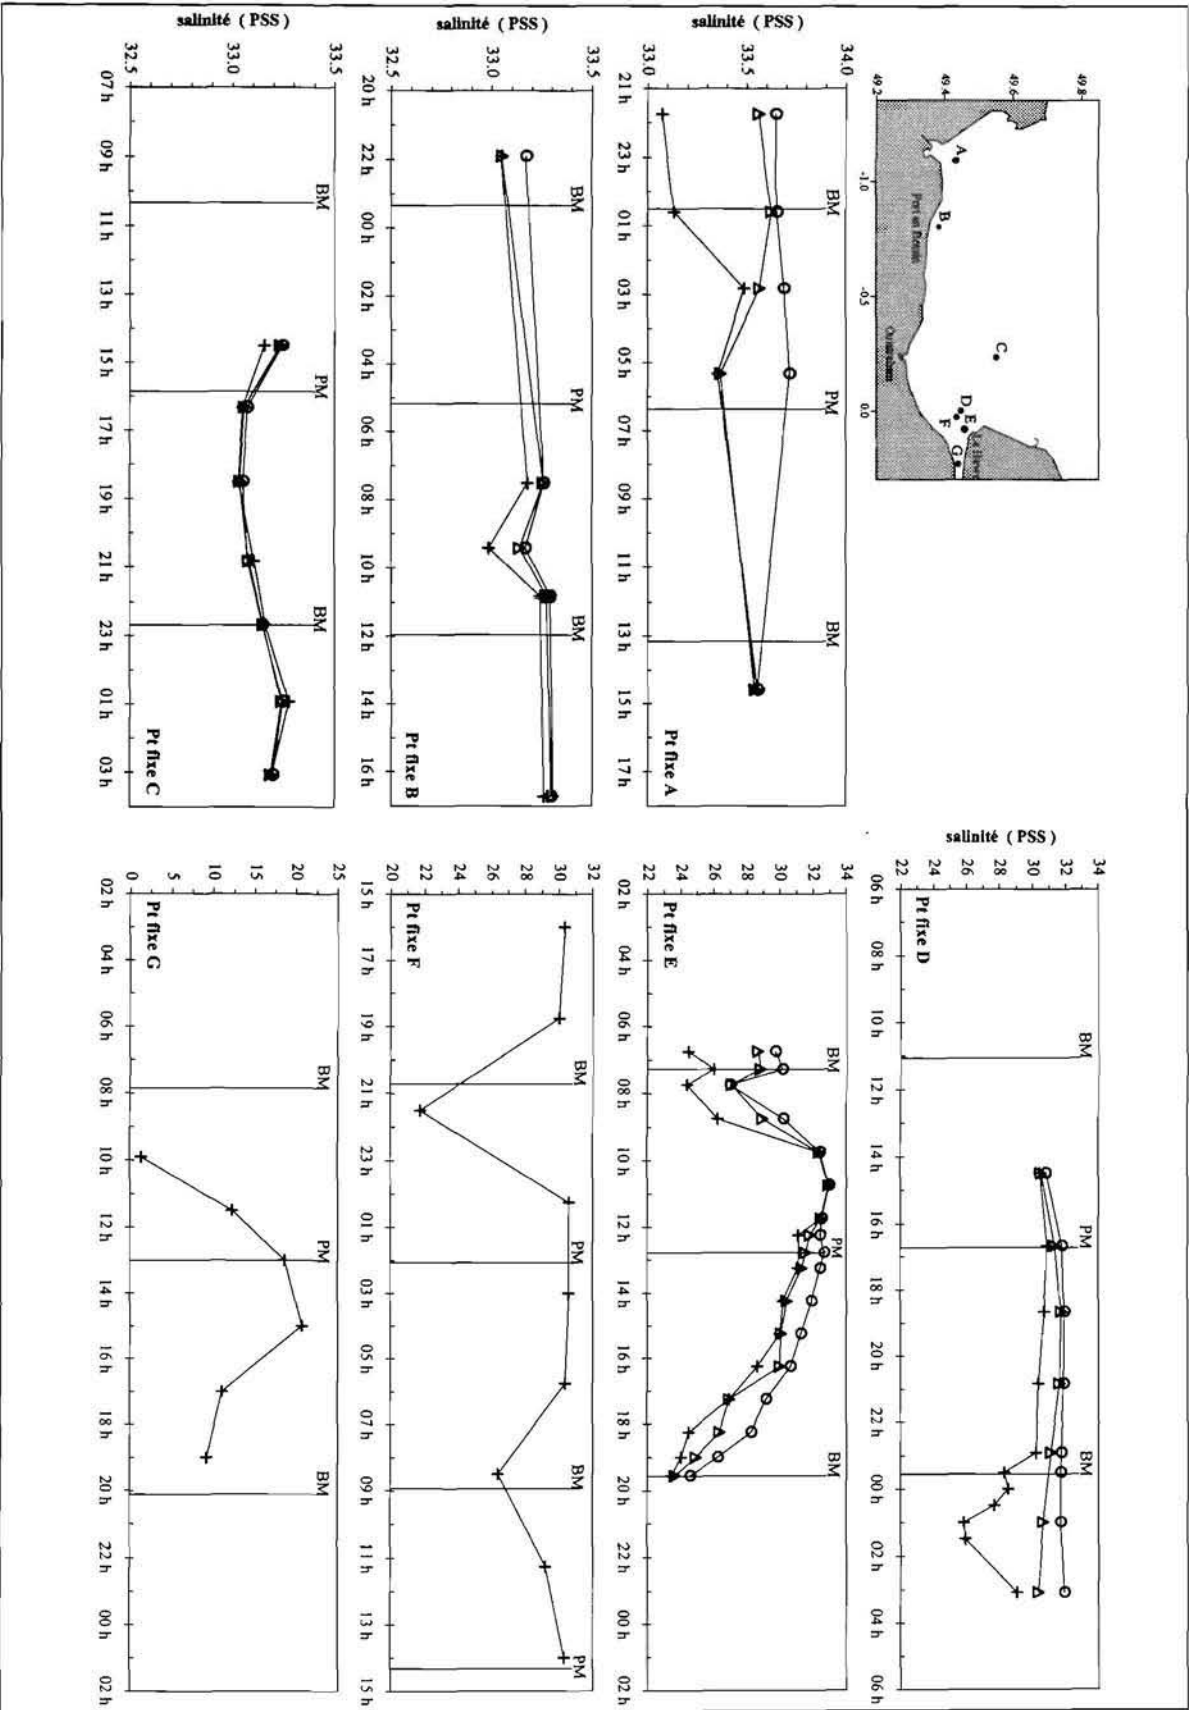 49.2 49.4 49.6 49.8
-1.0 -0.5 0.0
A
B
C
D
E
F
G
Port en Bessin
Ouistreham
salinité ( PSS )
33.0 33.5 34.0
21 h 23 h 01 h 03 h 05 h 07 h 09 h 11 h 13 h 15 h 17 h
BM PM BM
Pt fixe A
salinité ( PSS )
32.5 33.0 33.5
20 h 22 h 00 h 02 h 04 h 06 h 08 h 10 h 12 h 14 h 16 h
BM PM BM
Pt fixe B
salinité ( PSS )
32.5 33.0 33.5
07 h 09 h 11 h 13 h 15 h 17 h 19 h 21 h 23 h 01 h 03 h
BM PM BM
Pt fixe C
salinité ( PSS )
22 24 26 28 30 32 34
06 h 08 h 10 h 12 h 14 h 16 h 18 h 20 h 22 h 00 h 02 h 04 h 06 h
BM PM BM
Pt fixe D
22 24 26 28 30 32 34
02 h 04 h 06 h 08 h 10 h 12 h 14 h 16 h 18 h 20 h 22 h 00 h 02 h
BM PM BM
Pt fixe E
20 22 24 26 28 30 32
15 h 17 h 19 h 21 h 23 h 01 h 03 h 05 h 07 h 09 h 11 h 13 h 15 h
BM PM BM PM
Pt fixe F
0 5 10 15 20 25
02 h 04 h 06 h 08 h 10 h 12 h 14 h 16 h 18 h 20 h 22 h 00 h 02 h
BM PM BM
Pt fixe G